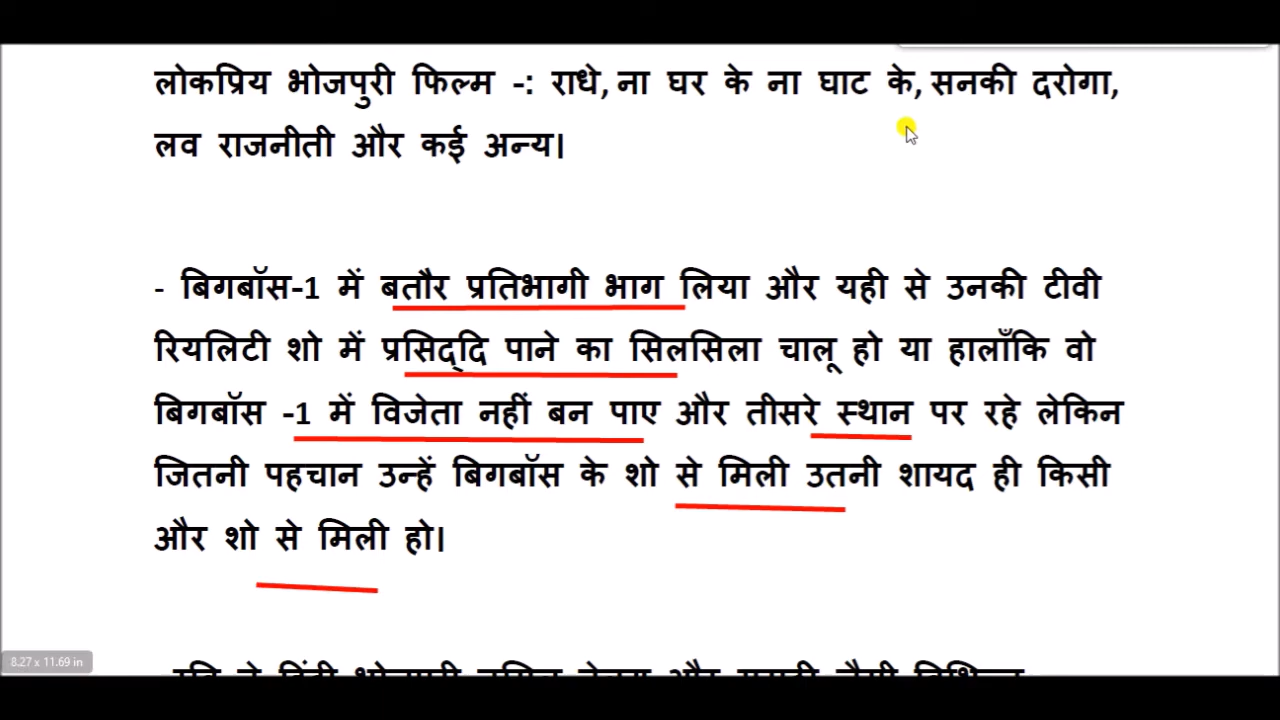 लोकप्रिय भोजपुरी फिल्म -: राधे, ना घर के ना घाट के, सनकी दरोगा,
लव राजनीती और कई अन्य।
- बिगबॉस-1 में बतौर प्रतिभागी भाग लिया और यही से उनकी टीवी
रियलिटी शो में प्रसिद्दि पाने का सिलसिला चालू हो या हालाँकि वो
बिगबॉस -1 में विजेता नहीं बन पाए और तीसरे स्थान पर रहे लेकिन
जितनी पहचान उन्हें बिगबॉस के शो से मिली उतनी शायद ही किसी
और शो से मिली हो।
8.27 x 11.69 in